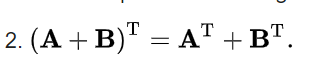 2. (A + B)ᵀ = Aᵀ + Bᵀ.